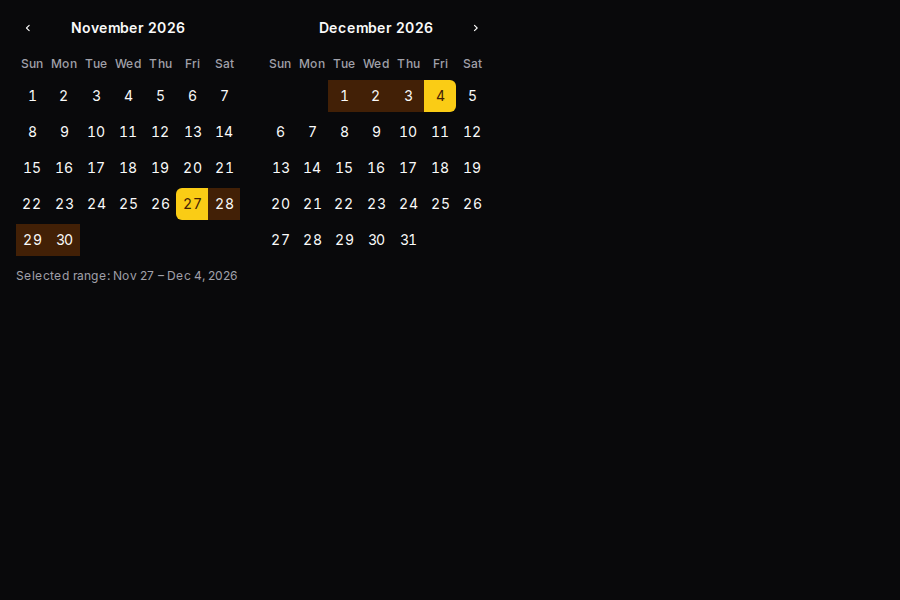 November 2026
Sun Mon Tue Wed Thu Fri Sat
1 2 3 4 5 6 7
8 9 10 11 12 13 14
15 16 17 18 19 20 21
22 23 24 25 26 27 28
29 30
December 2026
Sun Mon Tue Wed Thu Fri Sat
1 2 3 4 5
6 7 8 9 10 11 12
13 14 15 16 17 18 19
20 21 22 23 24 25 26
27 28 29 30 31
Selected range: Nov 27 – Dec 4, 2026